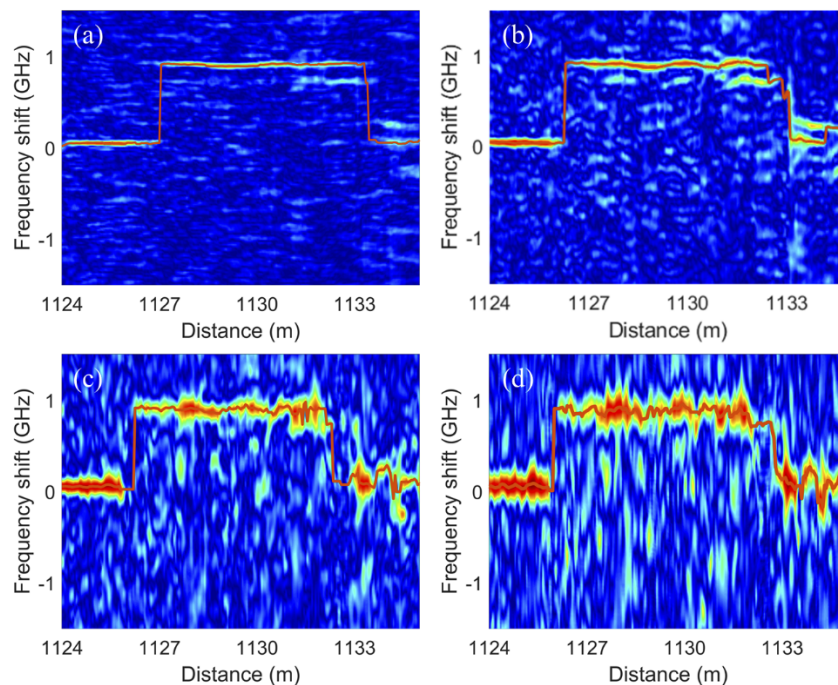 (a)
Frequency shift (GHz)
1
0
-1
1124 1127 1130 1133
Distance (m)
(b)
Frequency shift (GHz)
1
0
-1
1124 1127 1130 1133
Distance (m)
(c)
Frequency shift (GHz)
1
0
-1
1124 1127 1130 1133
Distance (m)
(d)
Frequency shift (GHz)
1
0
-1
1124 1127 1130 1133
Distance (m)